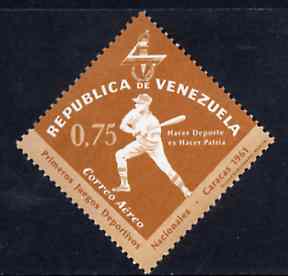 REPUBLICA DE VENEZUELA
0,75
Hacer Deporte
es Hacer Patria
Correo Aéreo
Primeros Juegos Deportivos Nacionales - Caracas 1961